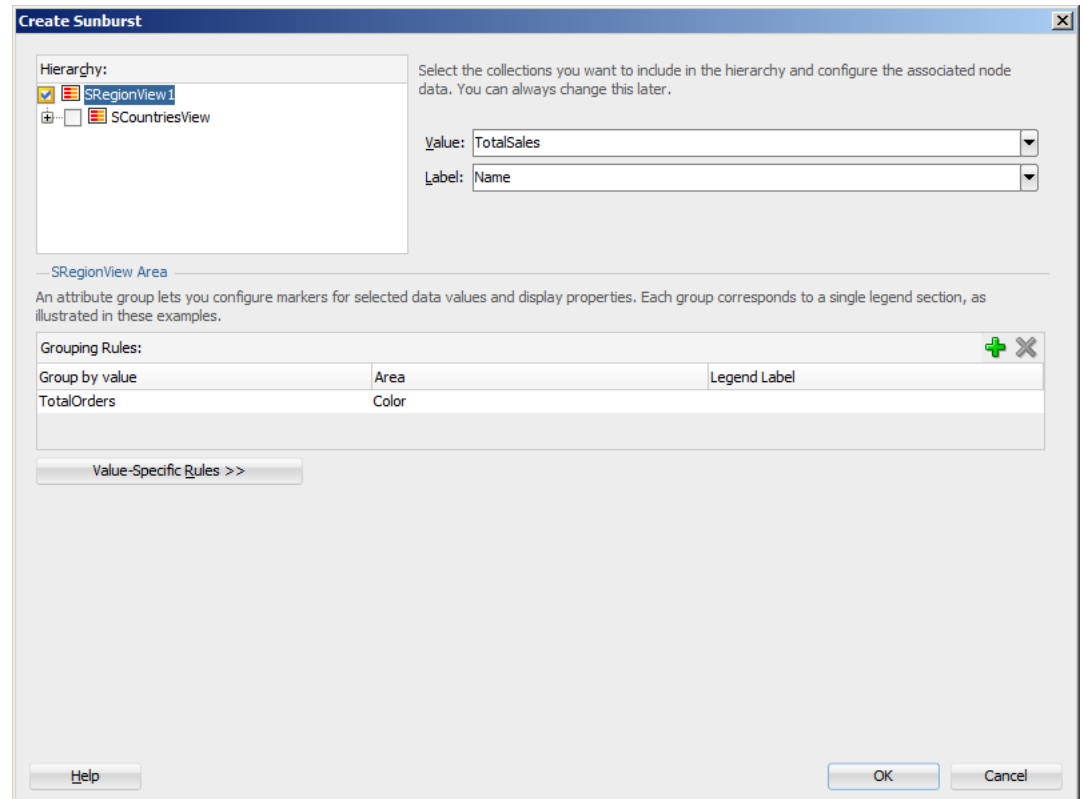 Create Sunburst
Hierarchy:
SRegionView1
SCountriesView
Select the collections you want to include in the hierarchy and configure the associated node
data. You can always change this later.
Value: TotalSales
Label: Name
SRegionView Area
An attribute group lets you configure markers for selected data values and display properties. Each group corresponds to a single legend section, as
illustrated in these examples.
Grouping Rules:
Group by value Area Legend Label
TotalOrders Color
Value-Specific Rules >>
Help OK Cancel